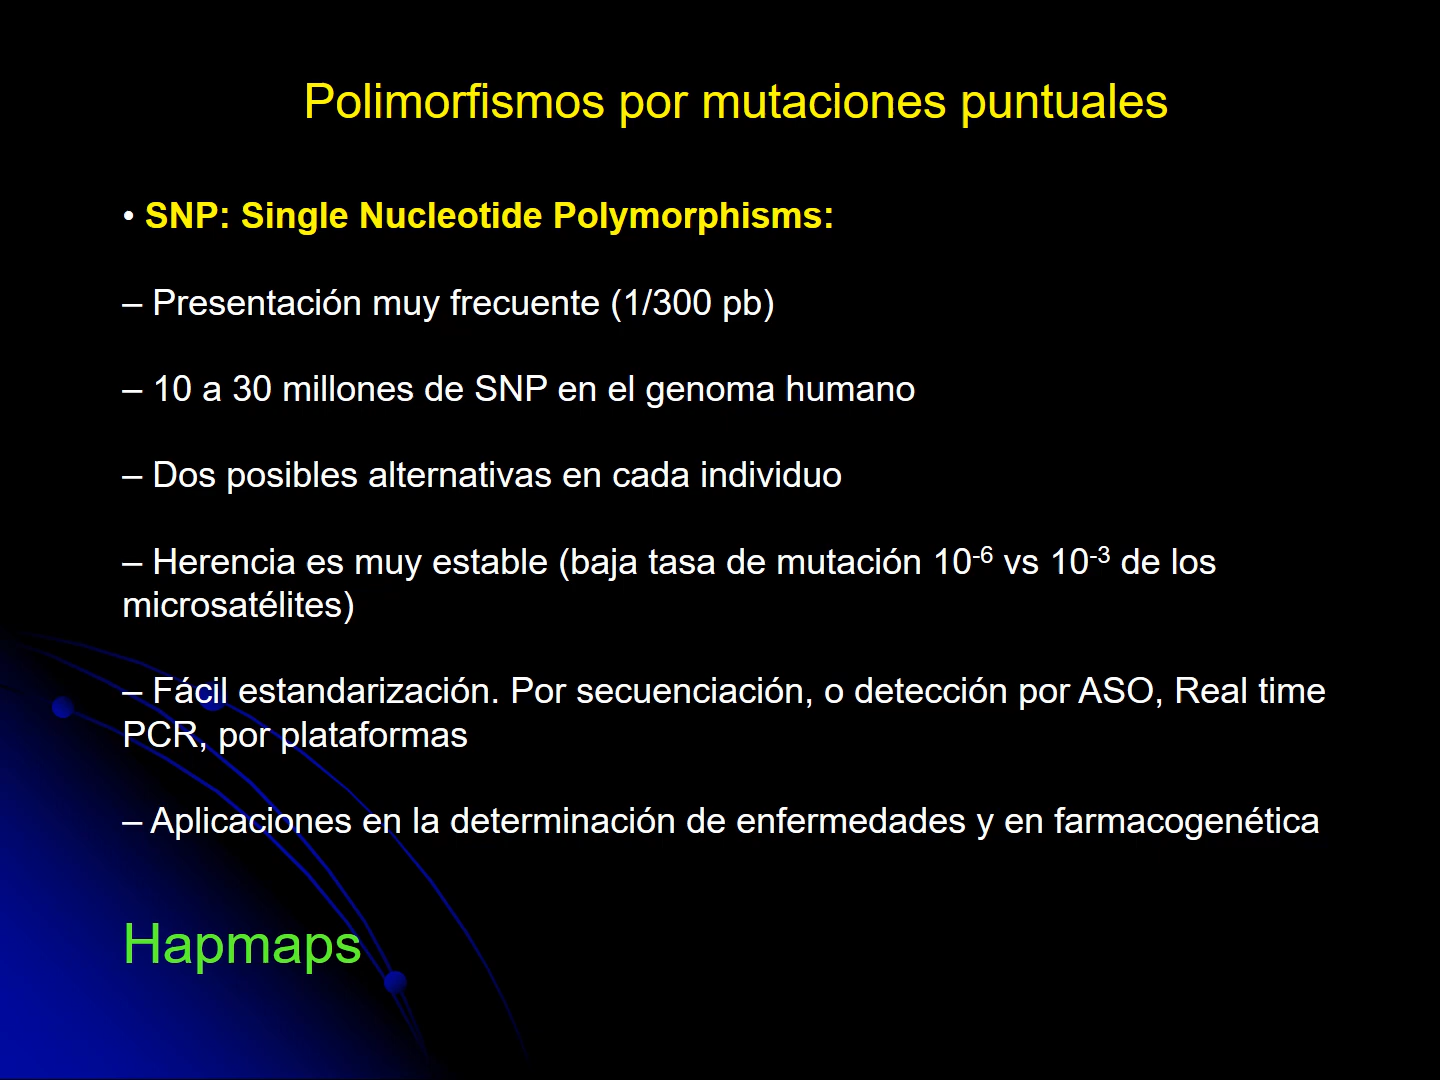 Polimorfismos por mutaciones puntuales
• SNP: Single Nucleotide Polymorphisms:
– Presentación muy frecuente (1/300 pb)
– 10 a 30 millones de SNP en el genoma humano
– Dos posibles alternativas en cada individuo
– Herencia es muy estable (baja tasa de mutación 10⁻⁶ vs 10⁻³ de los
microsatélites)
– Fácil estandarización. Por secuenciación, o detección por ASO, Real time
PCR, por plataformas
– Aplicaciones en la determinación de enfermedades y en farmacogenética
Hapmaps